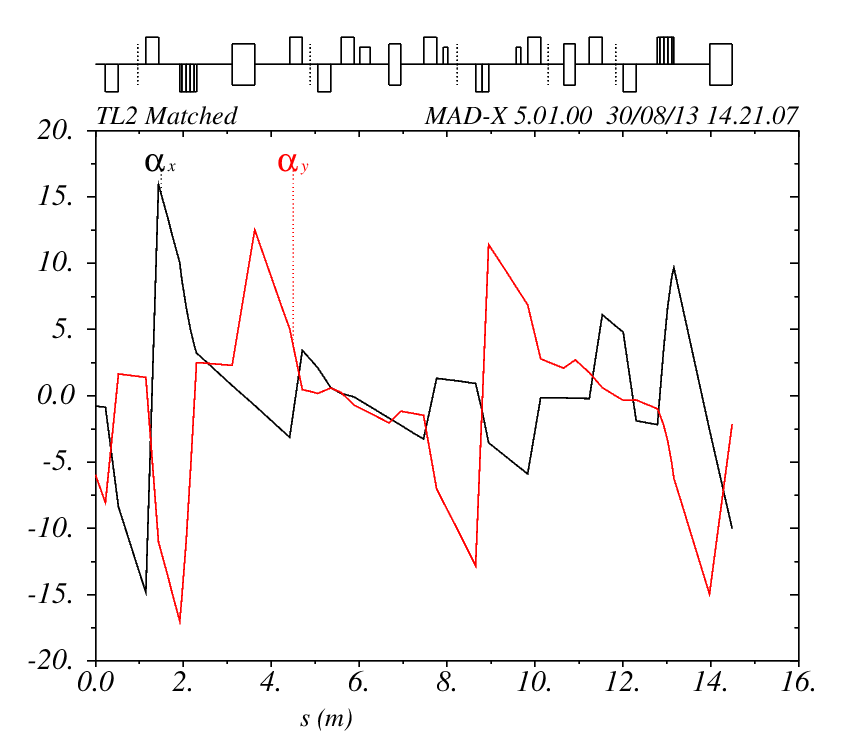 TL2 Matched MAD-X 5.01.00 30/08/13 14.21.07
αx αy
20.
15.
10.
5.
0.0
-5.
-10.
-15.
-20.
0.0 2. 4. 6. 8. 10. 12. 14. 16.
s (m)